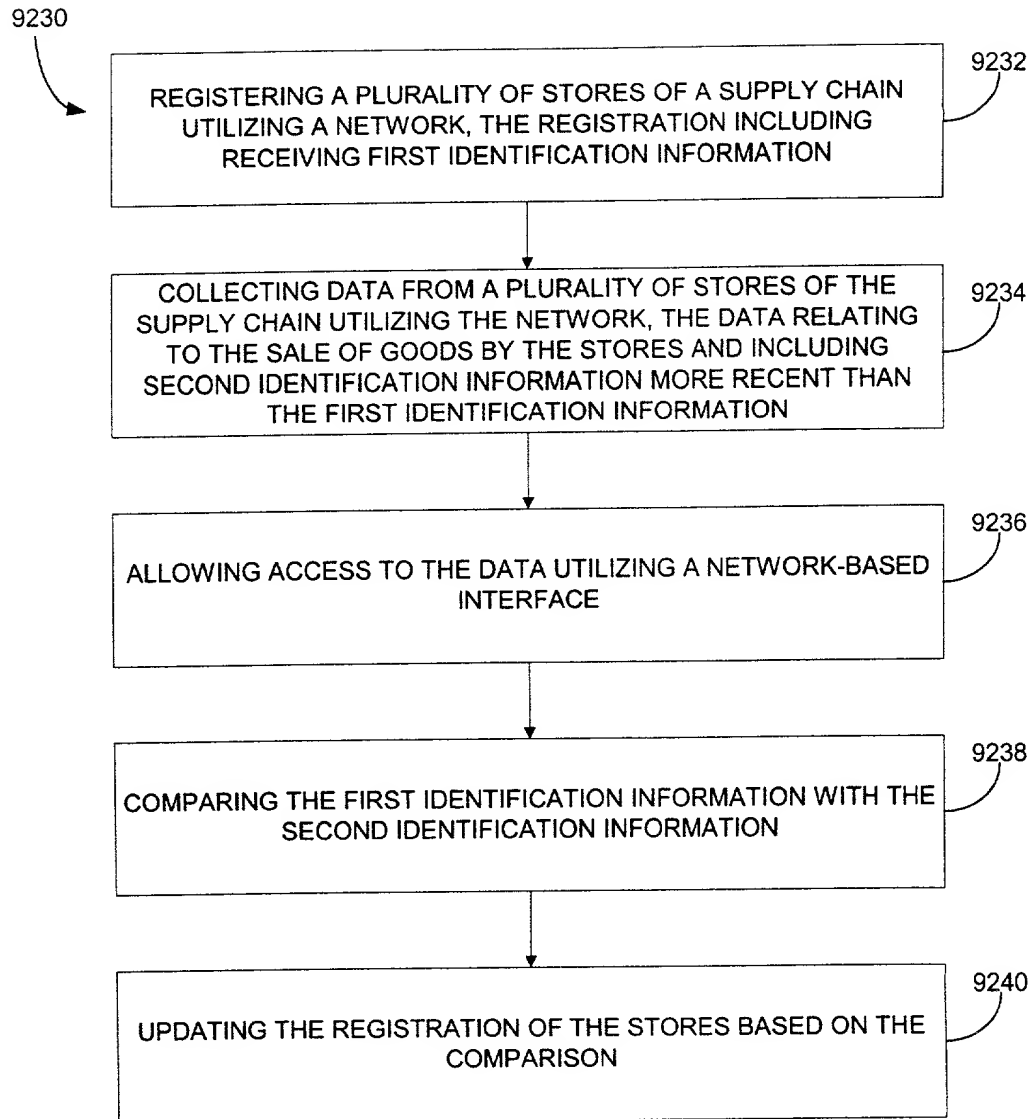 9230
9232
REGISTERING A PLURALITY OF STORES OF A SUPPLY CHAIN
UTILIZING A NETWORK, THE REGISTRATION INCLUDING
RECEIVING FIRST IDENTIFICATION INFORMATION
9234
COLLECTING DATA FROM A PLURALITY OF STORES OF THE
SUPPLY CHAIN UTILIZING THE NETWORK, THE DATA RELATING
TO THE SALE OF GOODS BY THE STORES AND INCLUDING
SECOND IDENTIFICATION INFORMATION MORE RECENT THAN
THE FIRST IDENTIFICATION INFORMATION
9236
ALLOWING ACCESS TO THE DATA UTILIZING A NETWORK-BASED
INTERFACE
9238
COMPARING THE FIRST IDENTIFICATION INFORMATION WITH THE
SECOND IDENTIFICATION INFORMATION
9240
UPDATING THE REGISTRATION OF THE STORES BASED ON THE
COMPARISON